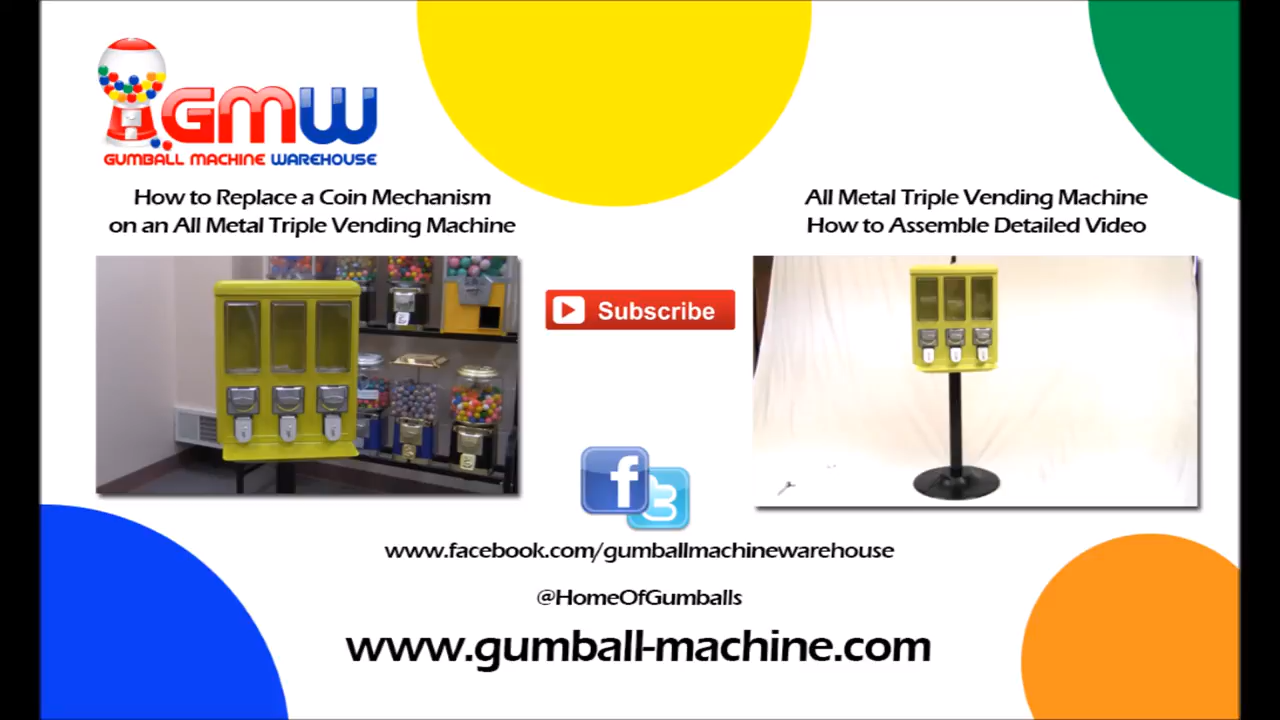 GMW
GUMBALL MACHINE WAREHOUSE
How to Replace a Coin Mechanism
on an All Metal Triple Vending Machine
All Metal Triple Vending Machine
How to Assemble Detailed Video
Subscribe
f
t
www.facebook.com/gumballmachinewarehouse
@HomeOfGumballs
www.gumball-machine.com